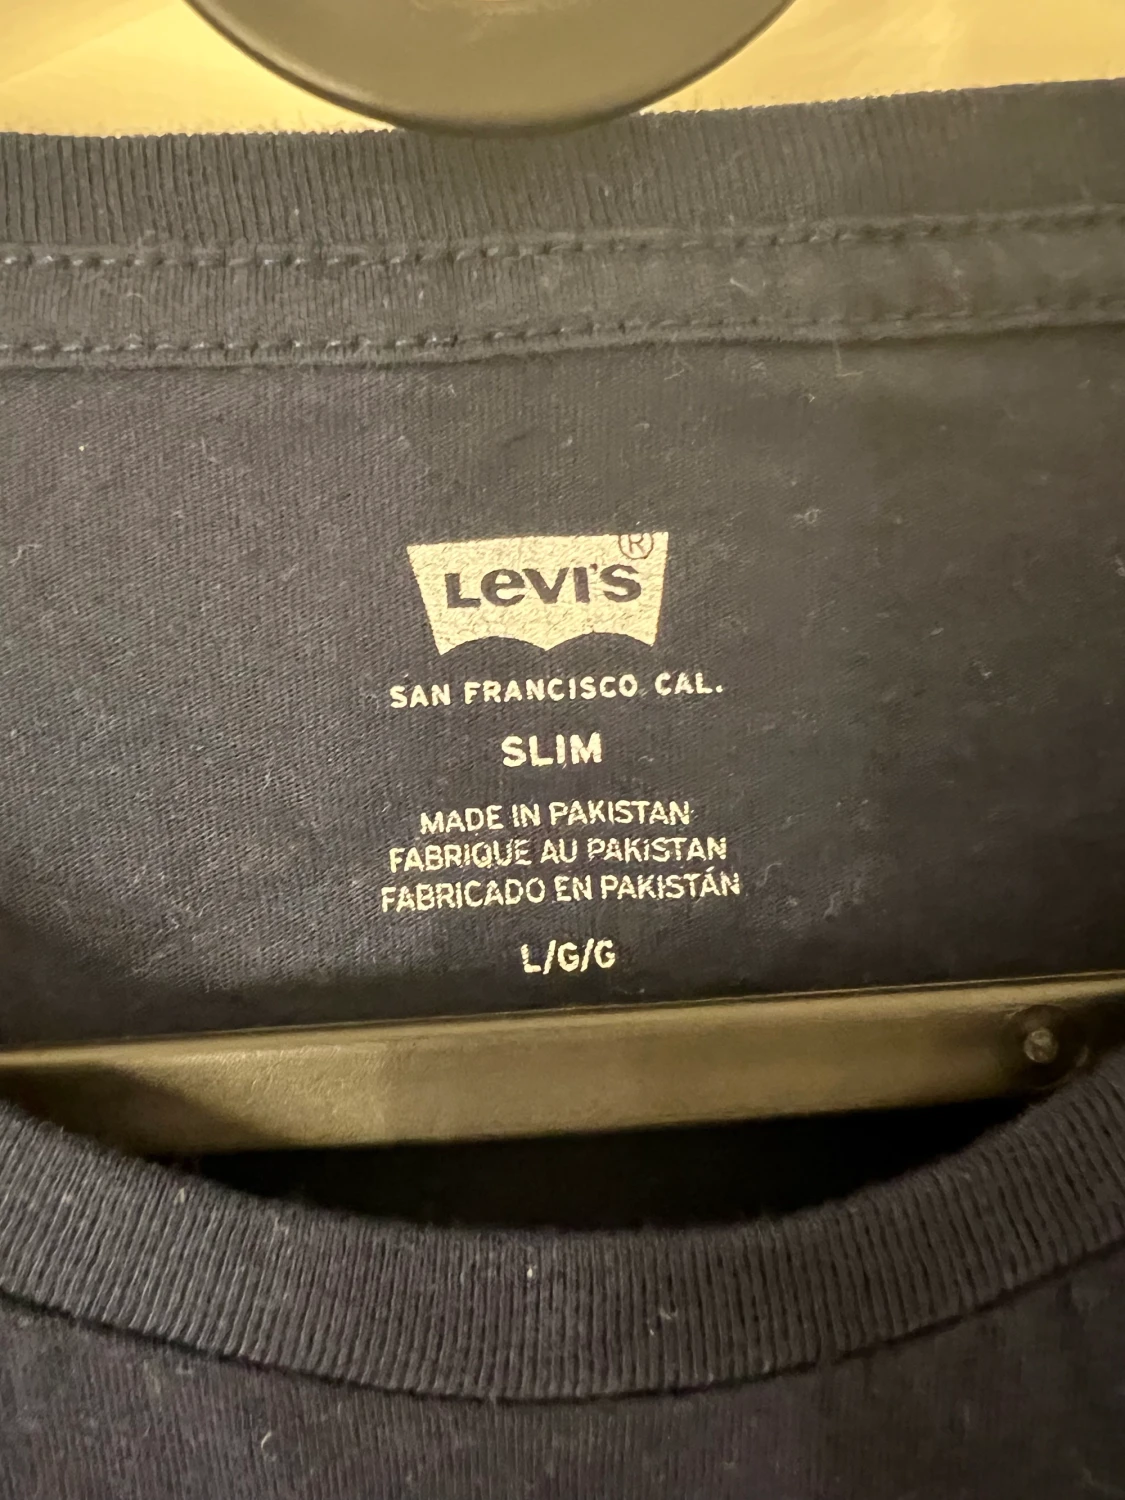 LEVI'S ®
SAN FRANCISCO CAL.
SLIM
MADE IN PAKISTAN
FABRIQUE AU PAKISTAN
FABRICADO EN PAKISTÁN
L/G/G